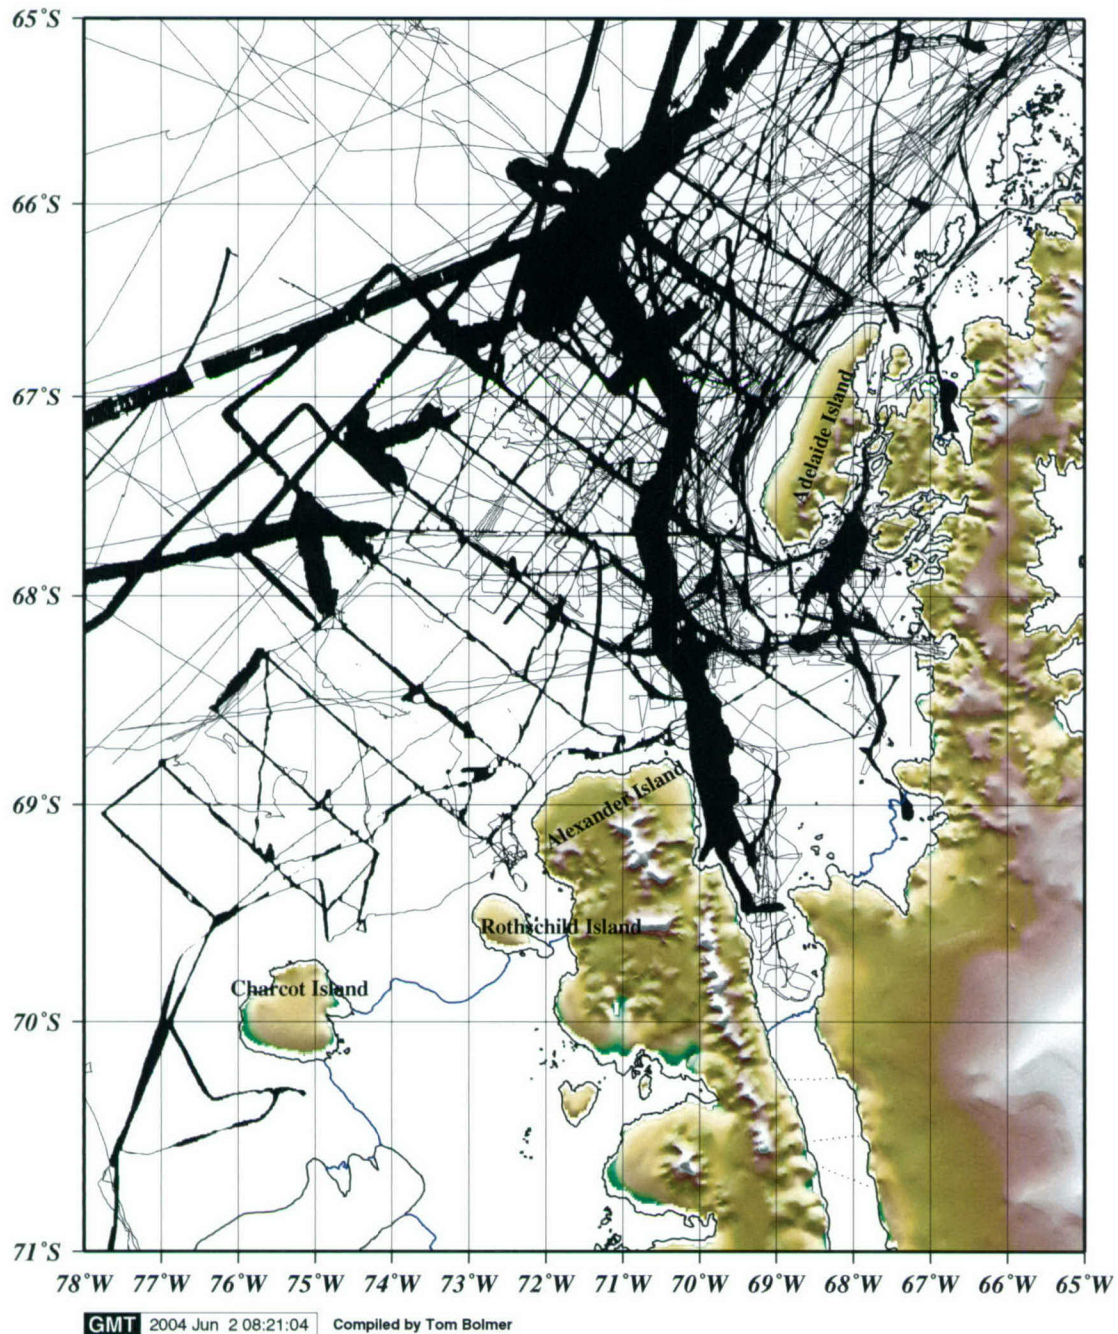 65°S
66°S
67°S
68°S
69°S
70°S
71°S
Adelaide Island
Alexander Island
Rothschild Island
Charcot Island
78°W 77°W 76°W 75°W 74°W 73°W 72°W 71°W 70°W 69°W 68°W 67°W 66°W 65°W
GMT 2004 Jun 2 08:21:04 Compiled by Tom Bolmer